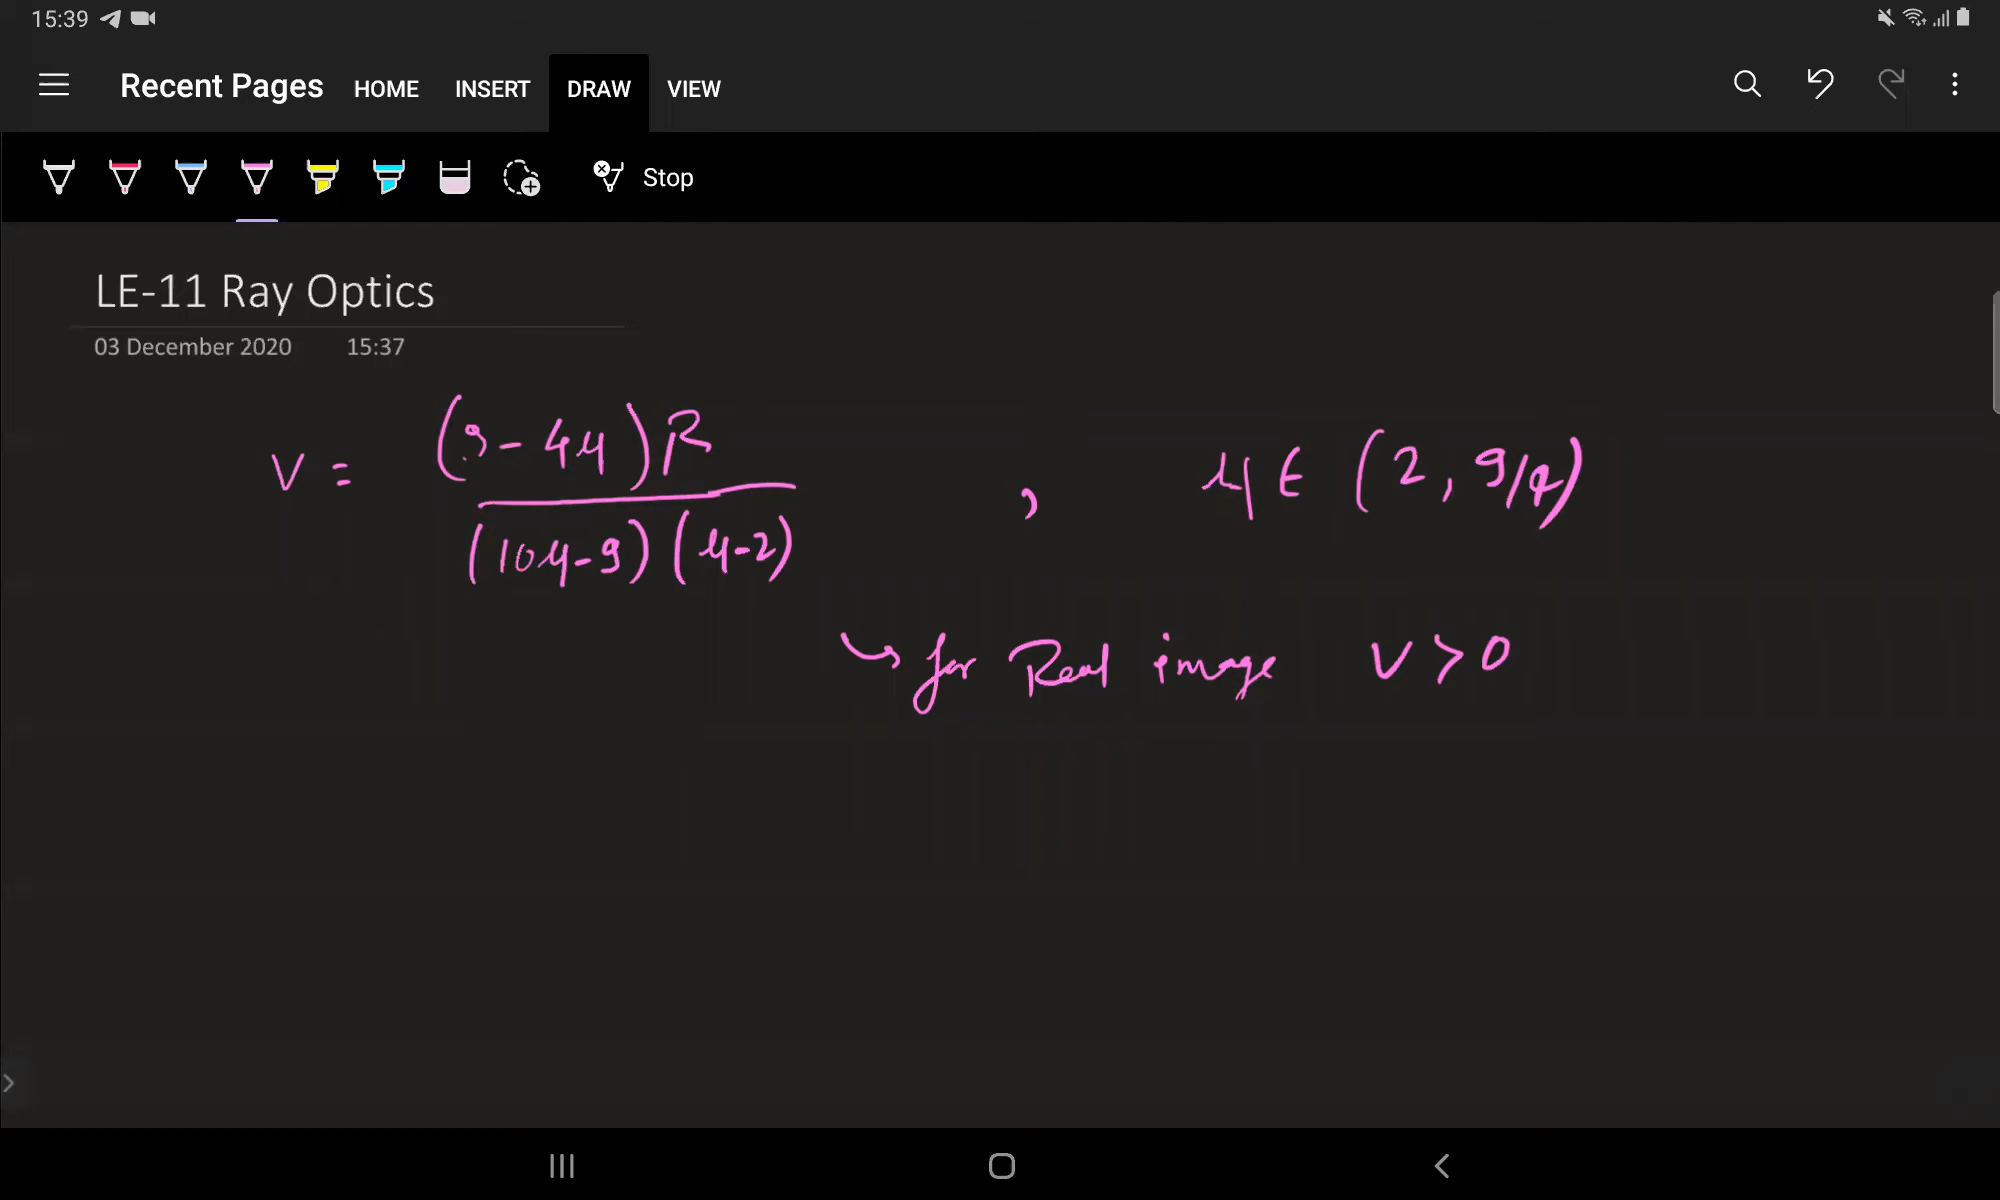 15:39
Recent Pages HOME INSERT DRAW VIEW
Stop
LE-11 Ray Optics
03 December 2020 15:37
V = (9-4μ)R / (10μ-9)(μ-2) , μ ∈ (2, 9/4)
↪ for Real image V > 0